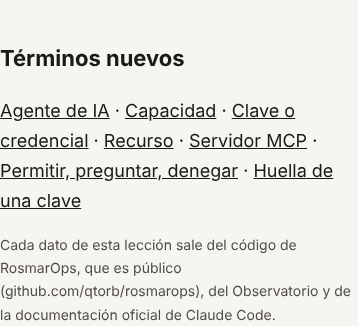 Términos nuevos
Agente de IA · Capacidad · Clave o
credencial · Recurso · Servidor MCP ·
Permitir, preguntar, denegar · Huella de
una clave
Cada dato de esta lección sale del código de
RosmarOps, que es público
(github.com/qtorb/rosmarops), del Observatorio y de
la documentación oficial de Claude Code.